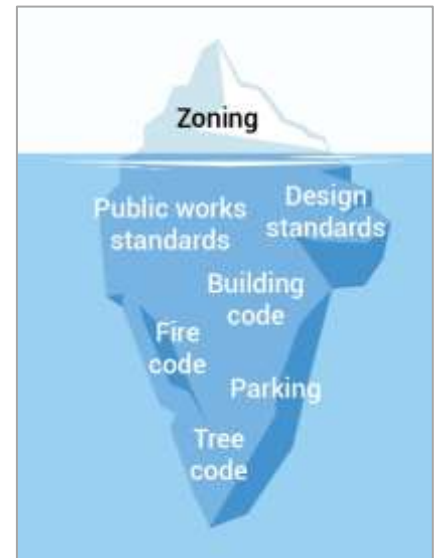 Zoning
Public works
standards
Design
standards
Building
code
Fire
code
Parking
Tree
code